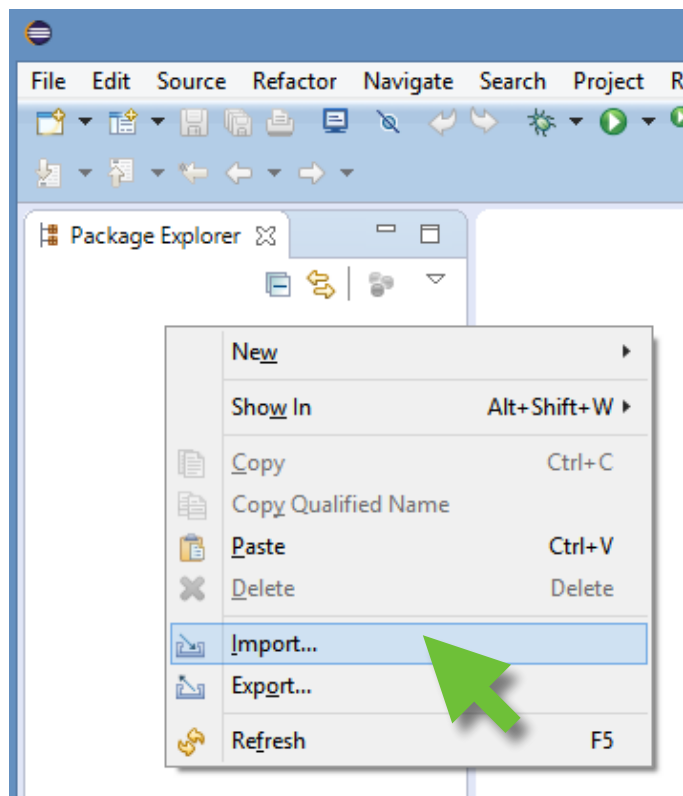 File Edit Source Refactor Navigate Search Project R
Package Explorer
New
Show In Alt+Shift+W
Copy Ctrl+C
Copy Qualified Name
Paste Ctrl+V
Delete Delete
Import...
Export...
Refresh F5